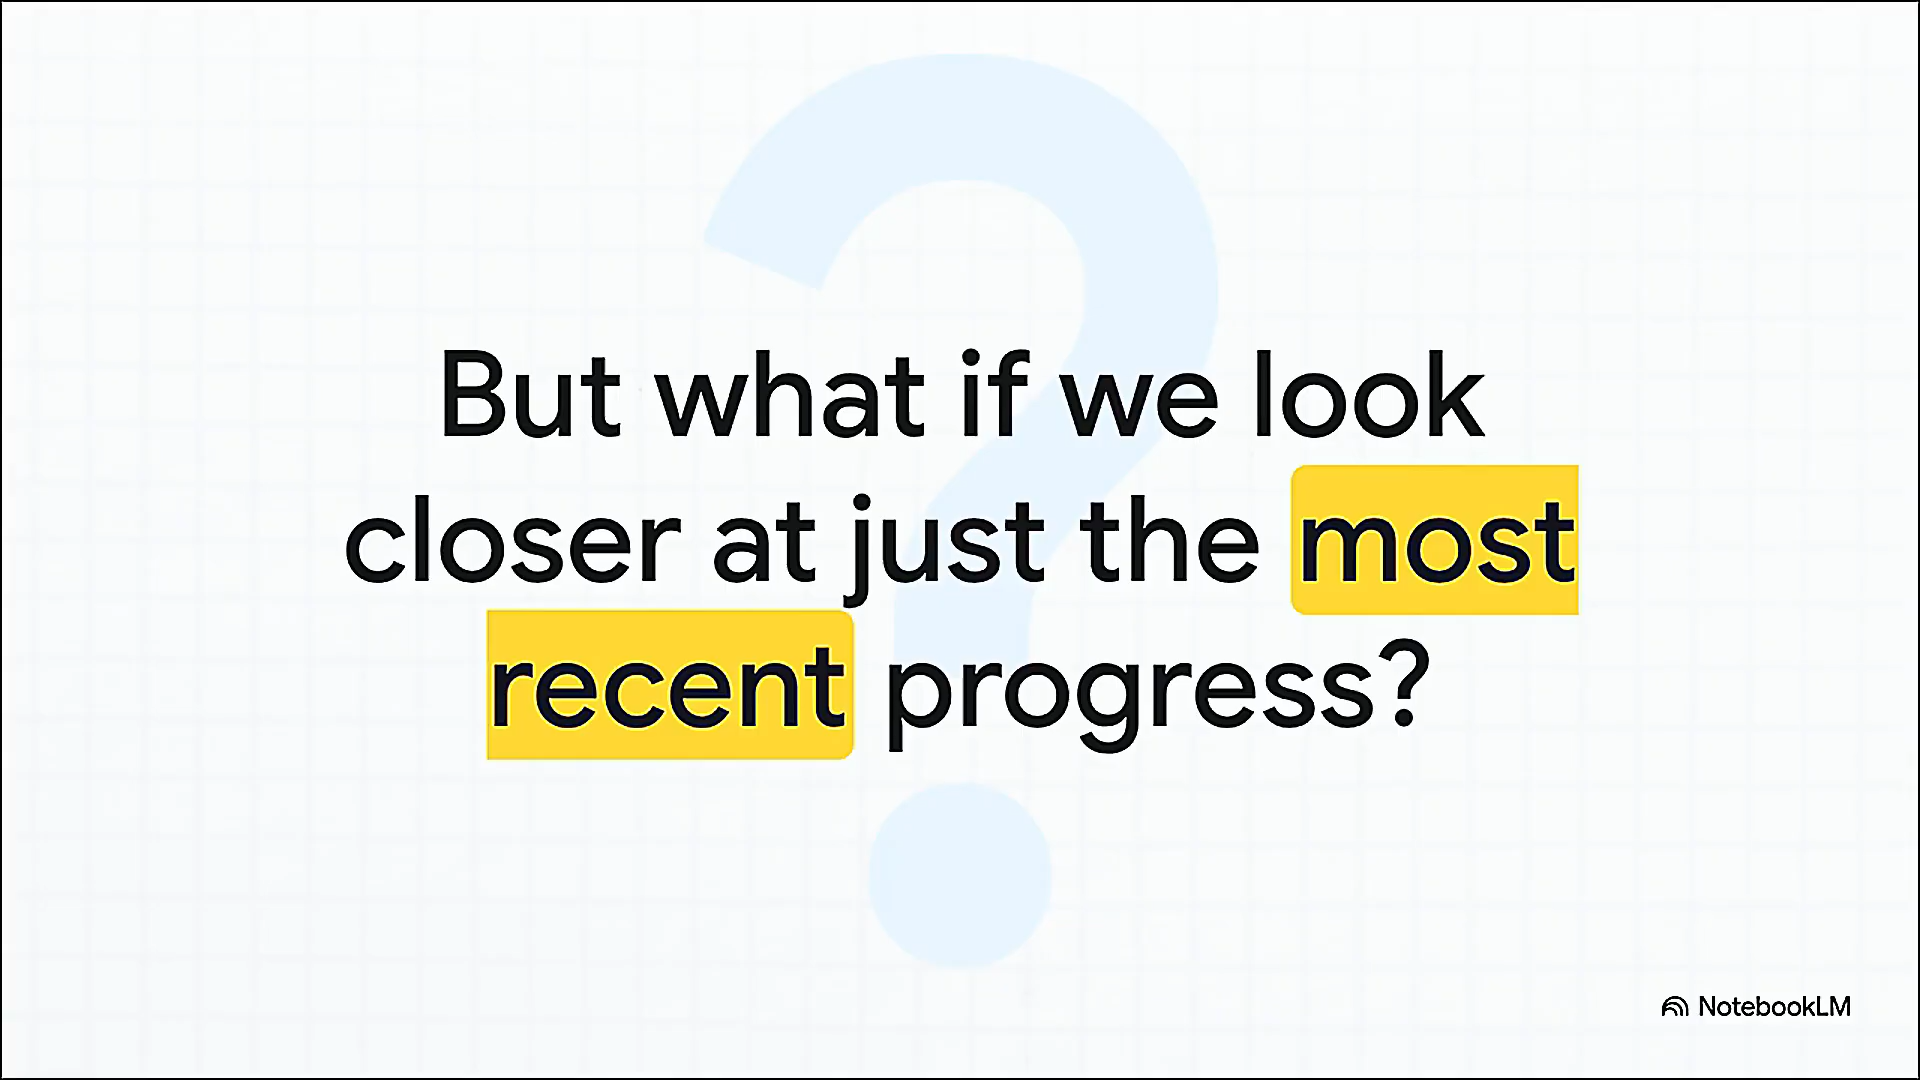 But what if we look
closer at just the most
recent progress?
NotebookLM